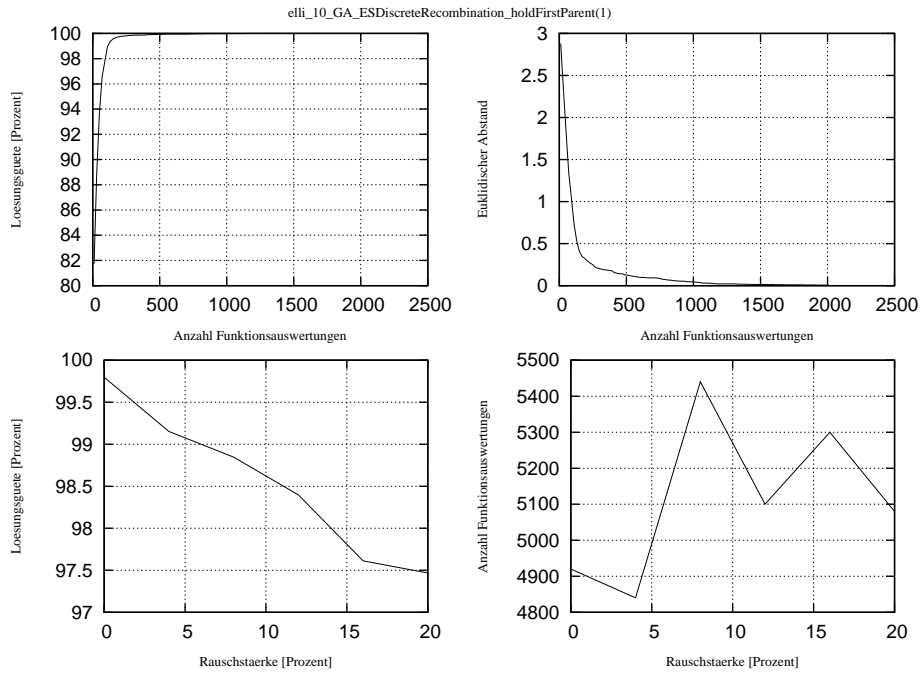 elli_10_GA_ESDiscreteRecombination_holdFirstParent(1)
Loesungsguete [Prozent]
100
98
96
94
92
90
88
86
84
82
80
0 500 1000 1500 2000 2500
Anzahl Funktionsauswertungen
Euklidischer Abstand
3
2.5
2
1.5
1
0.5
0
0 500 1000 1500 2000 2500
Anzahl Funktionsauswertungen
Loesungsguete [Prozent]
100
99.5
99
98.5
98
97.5
97
0 5 10 15 20
Rauschstaerke [Prozent]
Anzahl Funktionsauswertungen
5500
5400
5300
5200
5100
5000
4900
4800
0 5 10 15 20
Rauschstaerke [Prozent]